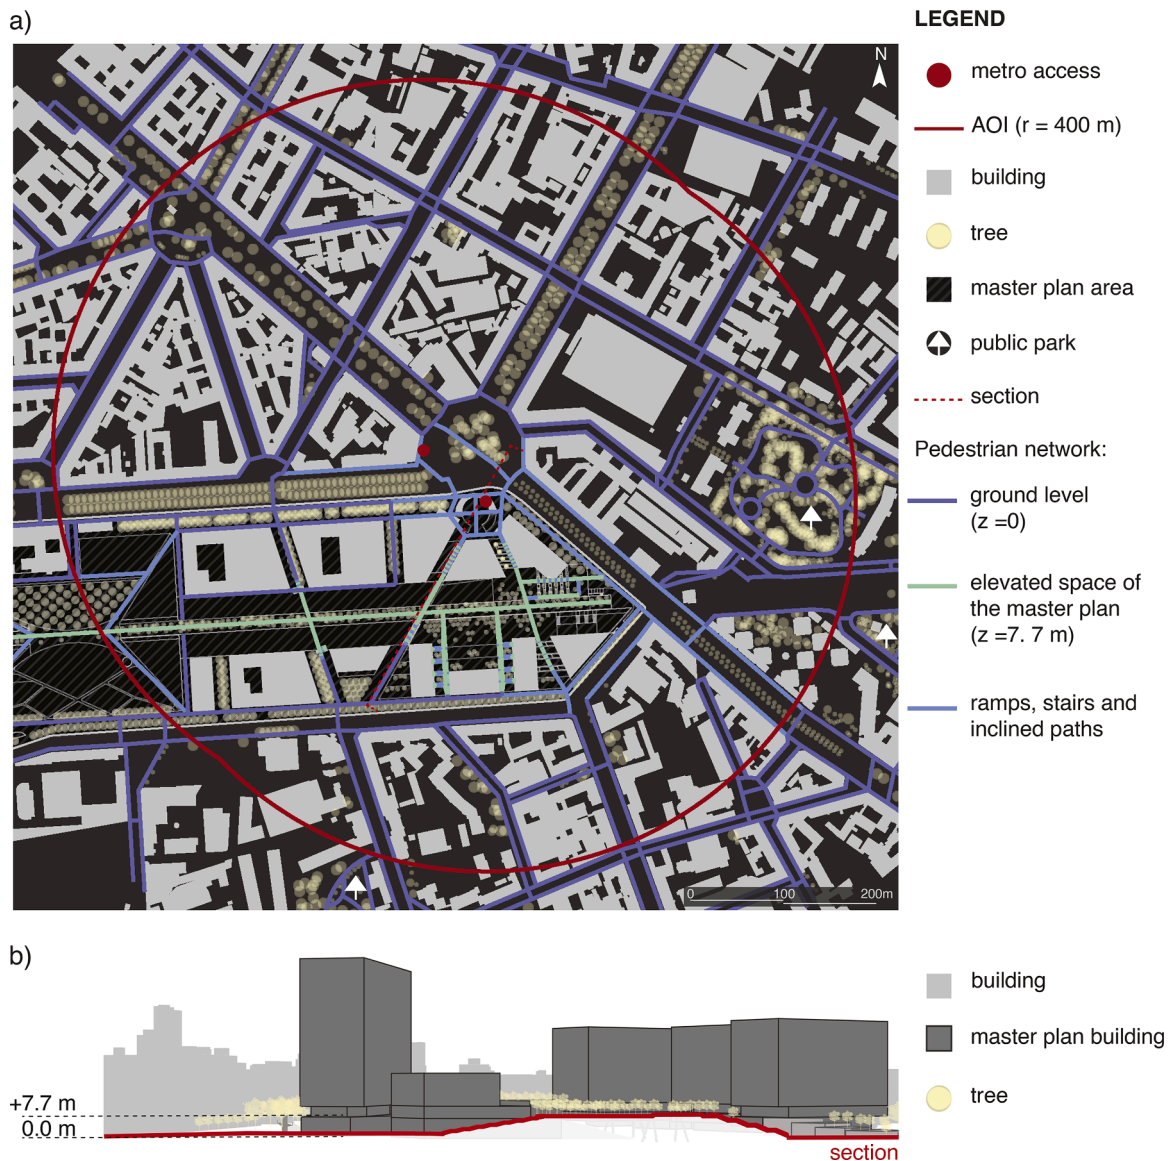 a)
LEGEND
N
metro access
AOI (r = 400 m)
building
tree
master plan area
public park
section
Pedestrian network:
ground level
(z =0)
elevated space of
the master plan
(z =7. 7 m)
ramps, stairs and
inclined paths
0 100 200m
b)
building
master plan building
tree
+7.7 m
0.0 m
section